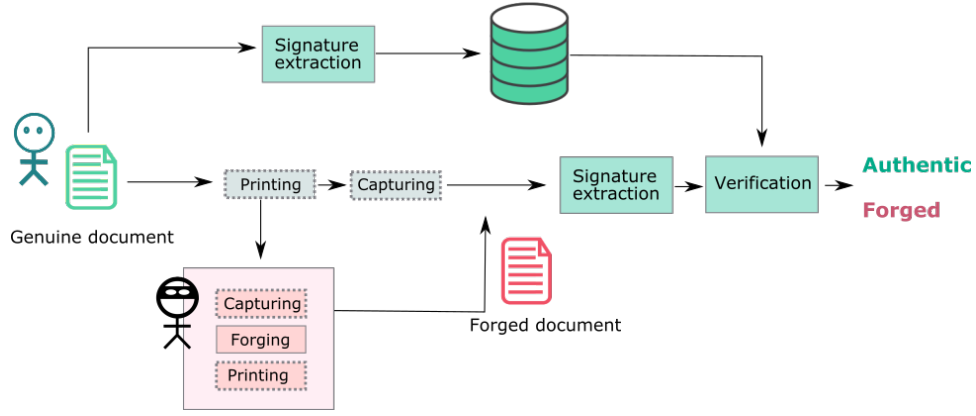 Signature
extraction
Printing
Capturing
Signature
extraction
Verification
Authentic
Forged
Genuine document
Capturing
Forging
Printing
Forged document